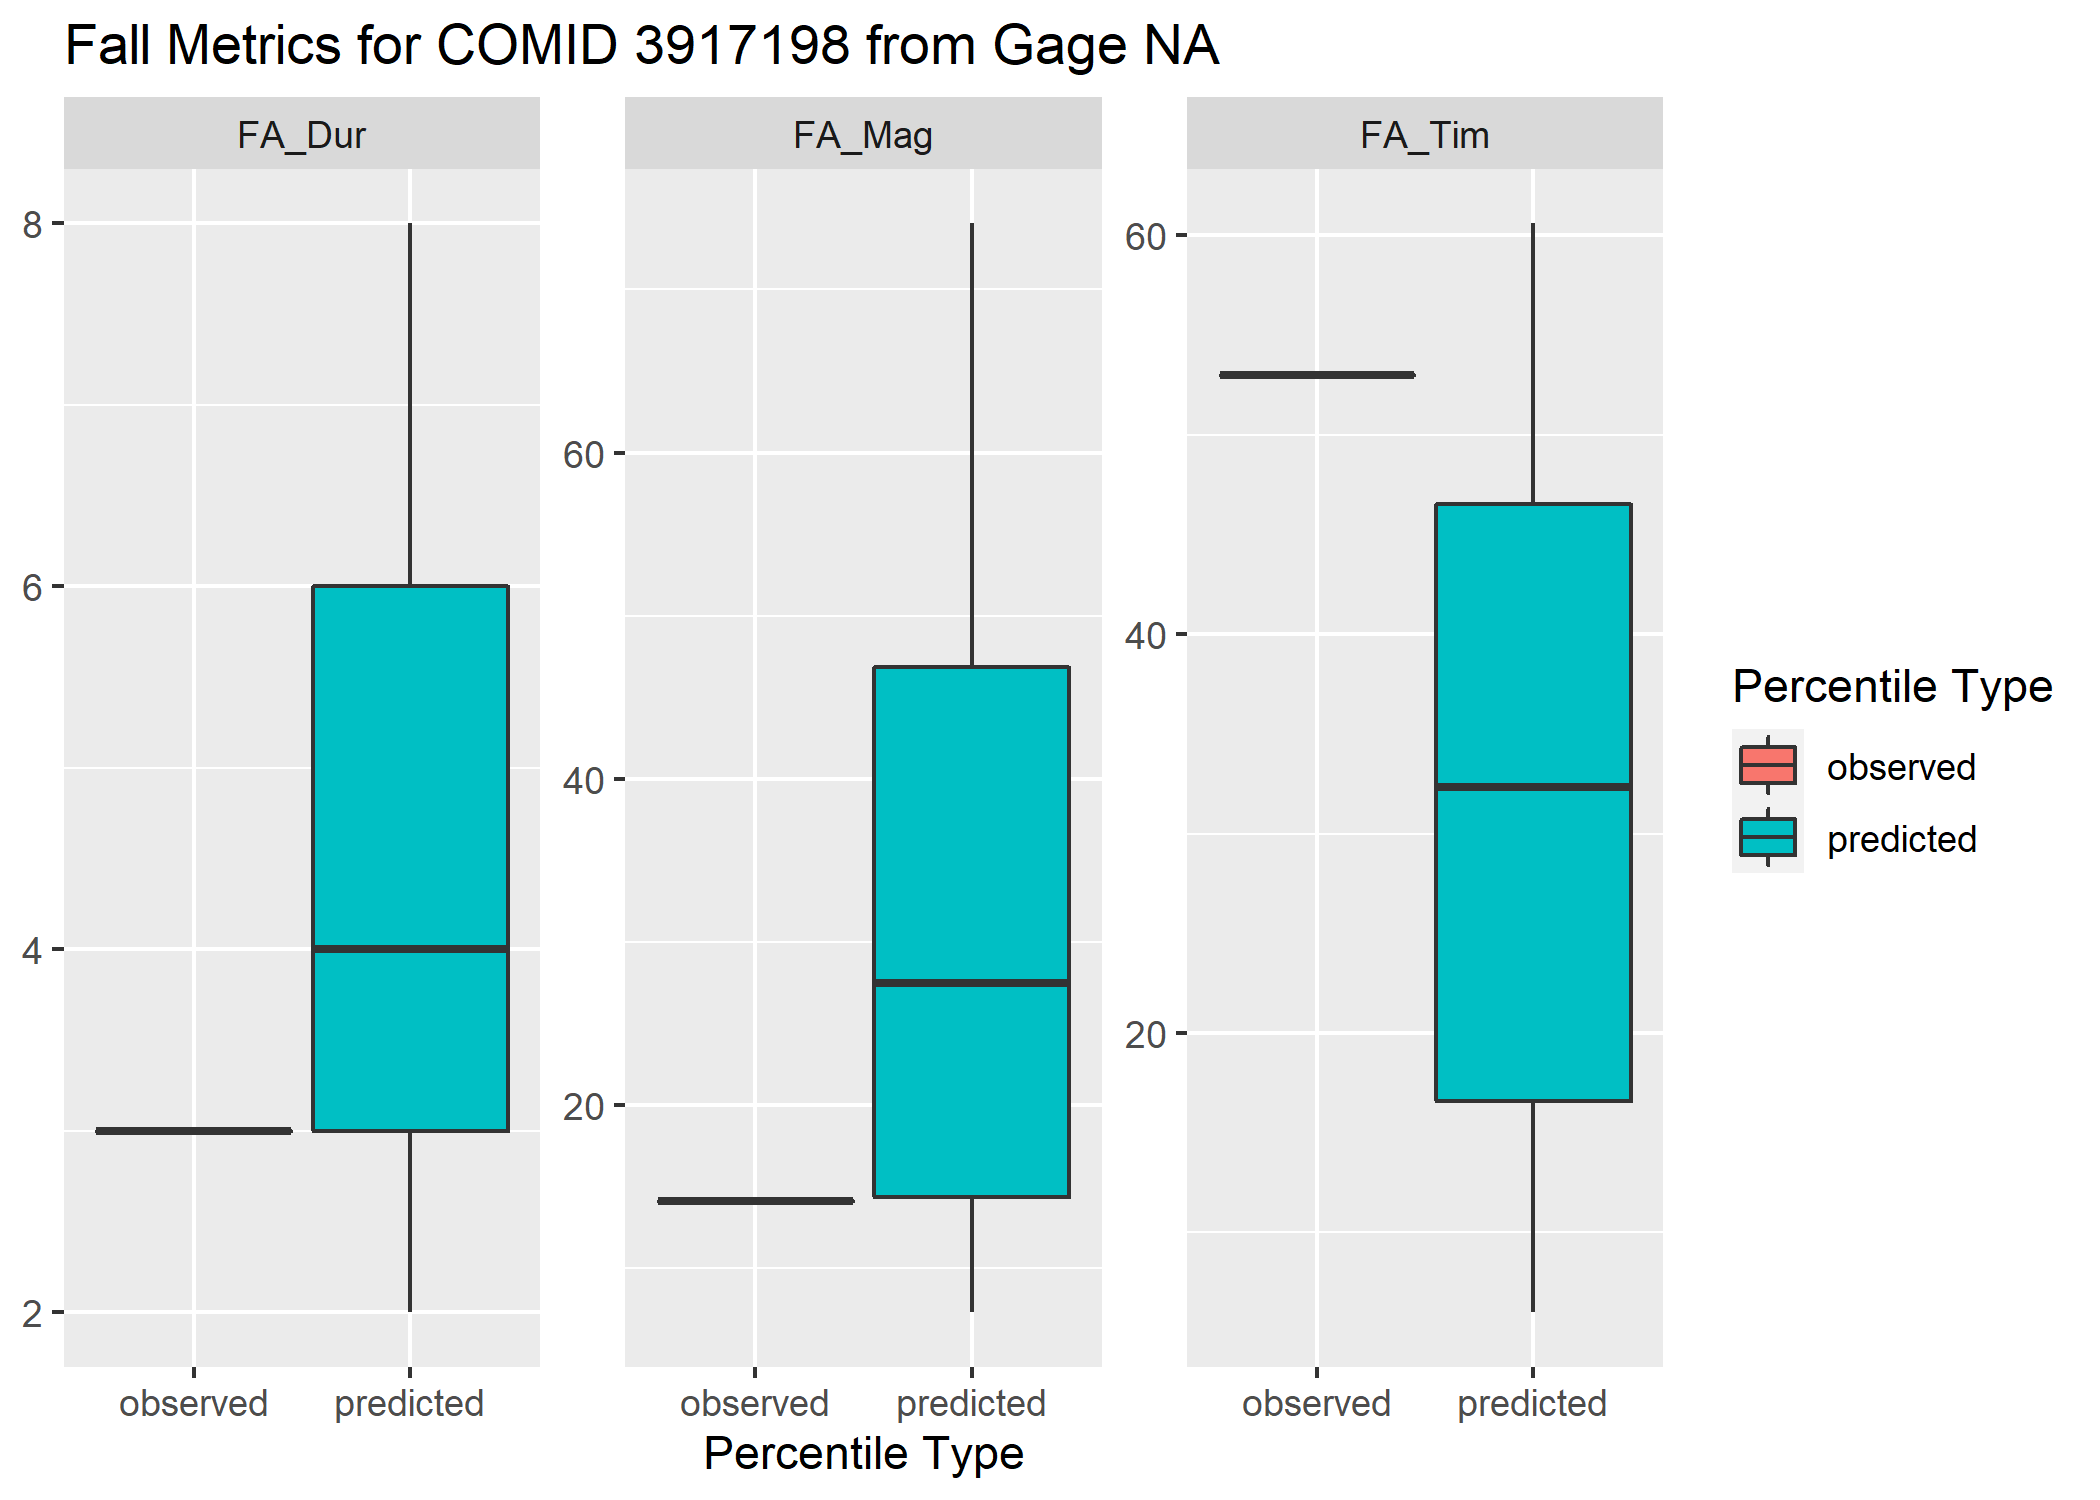 Fall Metrics for COMID 3917198 from Gage NA
FA_Dur
FA_Mag
FA_Tim
8
6
4
2
60
40
20
60
40
20
observed
predicted
observed
predicted
observed
predicted
Percentile Type
Percentile Type
observed
predicted